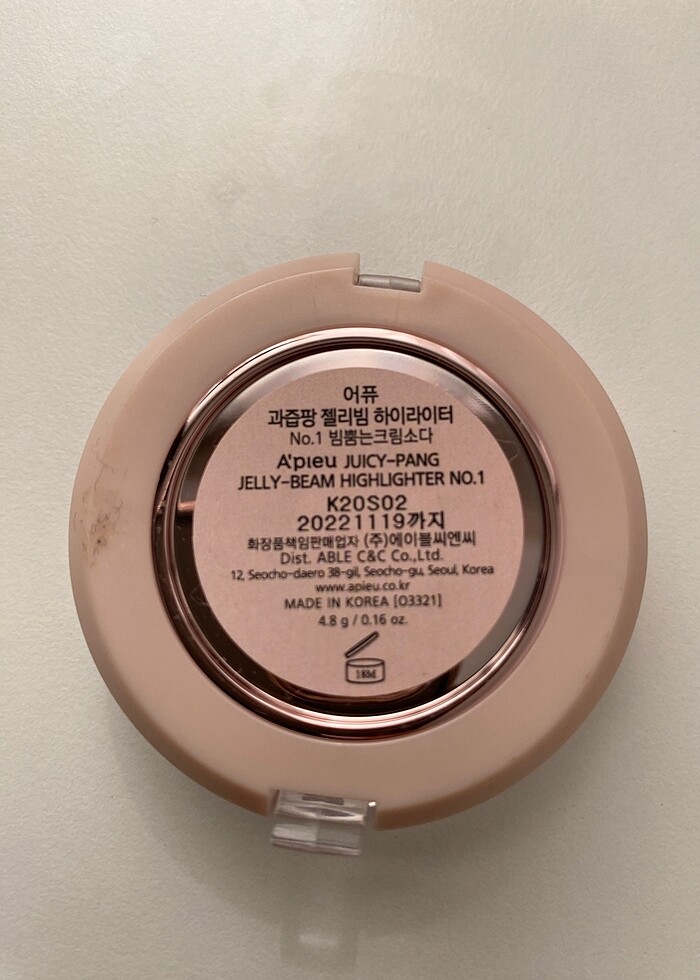 어퓨
과즙팡 젤리빔 하이라이터
No.1 빔뿜는크림소다
A'pieu JUICY-PANG
JELLY-BEAM HIGHLIGHTER NO.1
K20S02
20221119까지
화장품책임판매업자 (주)에이블씨엔씨
Dist. ABLE C&C Co.,Ltd.
12, Seocho-daero 38-gil, Seocho-gu, Seoul, Korea
www.apieu.co.kr
MADE IN KOREA [03321]
4.8 g / 0.16 oz.
18M